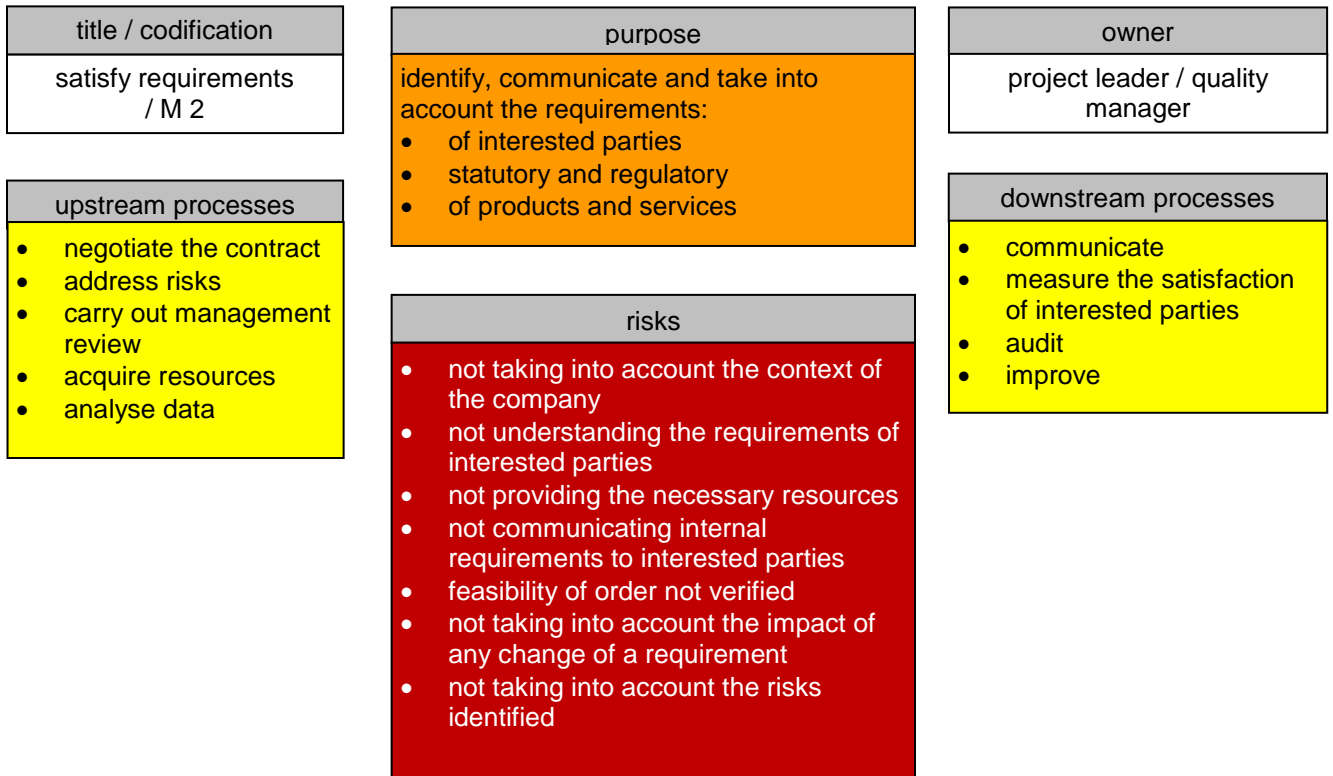 title / codification
satisfy requirements
/ M 2
purpose
identify, communicate and take into
account the requirements:
• of interested parties
• statutory and regulatory
• of products and services
owner
project leader / quality
manager
upstream processes
• negotiate the contract
• address risks
• carry out management
review
• acquire resources
• analyse data
risks
• not taking into account the context of
the company
• not understanding the requirements of
interested parties
• not providing the necessary resources
• not communicating internal
requirements to interested parties
• feasibility of order not verified
• not taking into account the impact of
any change of a requirement
• not taking into account the risks
identified
downstream processes
• communicate
• measure the satisfaction
of interested parties
• audit
• improve